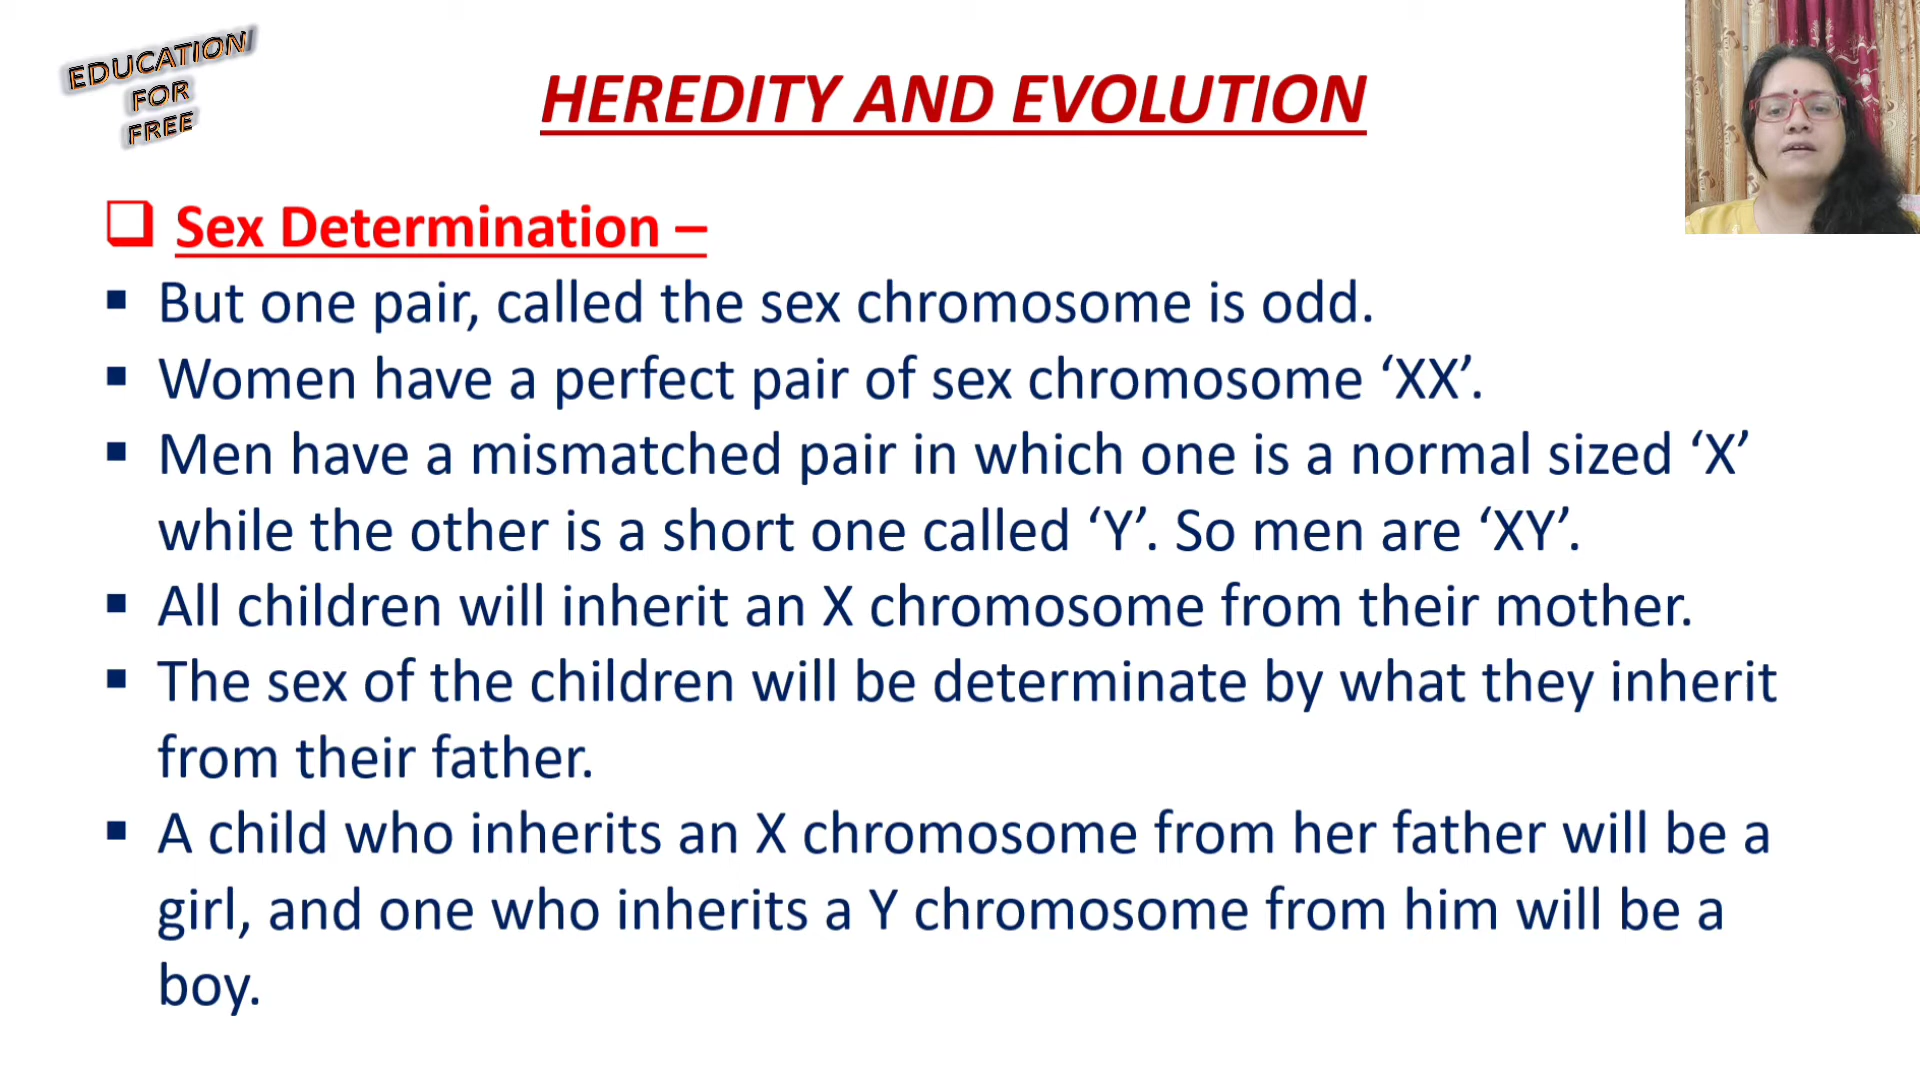 EDUCATION
FOR
FREE
HEREDITY AND EVOLUTION
Sex Determination –
But one pair, called the sex chromosome is odd.
Women have a perfect pair of sex chromosome ‘XX’.
Men have a mismatched pair in which one is a normal sized ‘X’
while the other is a short one called ‘Y’. So men are ‘XY’.
All children will inherit an X chromosome from their mother.
The sex of the children will be determinate by what they inherit
from their father.
A child who inherits an X chromosome from her father will be a
girl, and one who inherits a Y chromosome from him will be a
boy.